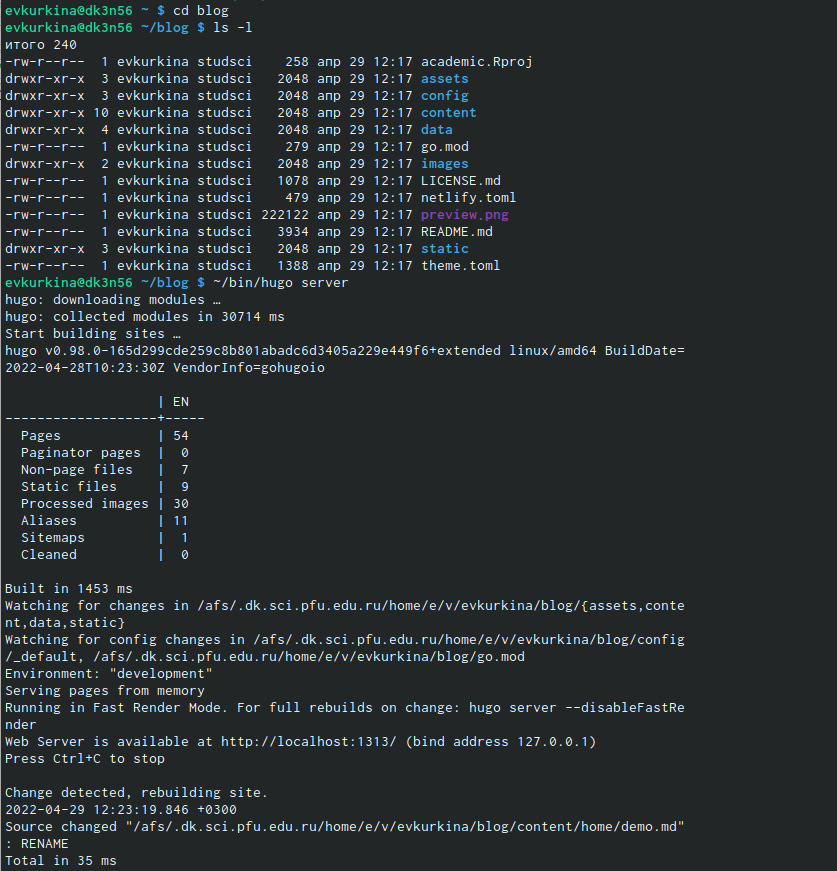 evkurkina@dk3n56 ~ $ cd blog
evkurkina@dk3n56 ~/blog $ ls -l
итого 240
-rw-r--r--  1 evkurkina studsci    258 апр 29 12:17 academic.Rproj
drwxr-xr-x  3 evkurkina studsci   2048 апр 29 12:17 assets
drwxr-xr-x  3 evkurkina studsci   2048 апр 29 12:17 config
drwxr-xr-x 10 evkurkina studsci   2048 апр 29 12:17 content
drwxr-xr-x  4 evkurkina studsci   2048 апр 29 12:17 data
-rw-r--r--  1 evkurkina studsci    279 апр 29 12:17 go.mod
drwxr-xr-x  2 evkurkina studsci   2048 апр 29 12:17 images
-rw-r--r--  1 evkurkina studsci   1078 апр 29 12:17 LICENSE.md
-rw-r--r--  1 evkurkina studsci    479 апр 29 12:17 netlify.toml
-rw-r--r--  1 evkurkina studsci 222122 апр 29 12:17 preview.png
-rw-r--r--  1 evkurkina studsci   3934 апр 29 12:17 README.md
drwxr-xr-x  3 evkurkina studsci   2048 апр 29 12:17 static
-rw-r--r--  1 evkurkina studsci   1388 апр 29 12:17 theme.toml
evkurkina@dk3n56 ~/blog $ ~/bin/hugo server
hugo: downloading modules …
hugo: collected modules in 30714 ms
Start building sites …
hugo v0.98.0-165d299cde259c8b801abadc6d3405a229e449f6+extended linux/amd64 BuildDate=
2022-04-28T10:23:30Z VendorInfo=gohugoio
                   | EN
-------------------+-----
  Pages            | 54
  Paginator pages  |  0
  Non-page files   |  7
  Static files     |  9
  Processed images | 30
  Aliases          | 11
  Sitemaps         |  1
  Cleaned          |  0
Built in 1453 ms
Watching for changes in /afs/.dk.sci.pfu.edu.ru/home/e/v/evkurkina/blog/{assets,conte
nt,data,static}
Watching for config changes in /afs/.dk.sci.pfu.edu.ru/home/e/v/evkurkina/blog/config
/_default, /afs/.dk.sci.pfu.edu.ru/home/e/v/evkurkina/blog/go.mod
Environment: "development"
Serving pages from memory
Running in Fast Render Mode. For full rebuilds on change: hugo server --disableFastRe
nder
Web Server is available at http://localhost:1313/ (bind address 127.0.0.1)
Press Ctrl+C to stop
Change detected, rebuilding site.
2022-04-29 12:23:19.846 +0300
Source changed "/afs/.dk.sci.pfu.edu.ru/home/e/v/evkurkina/blog/content/home/demo.md"
: RENAME
Total in 35 ms